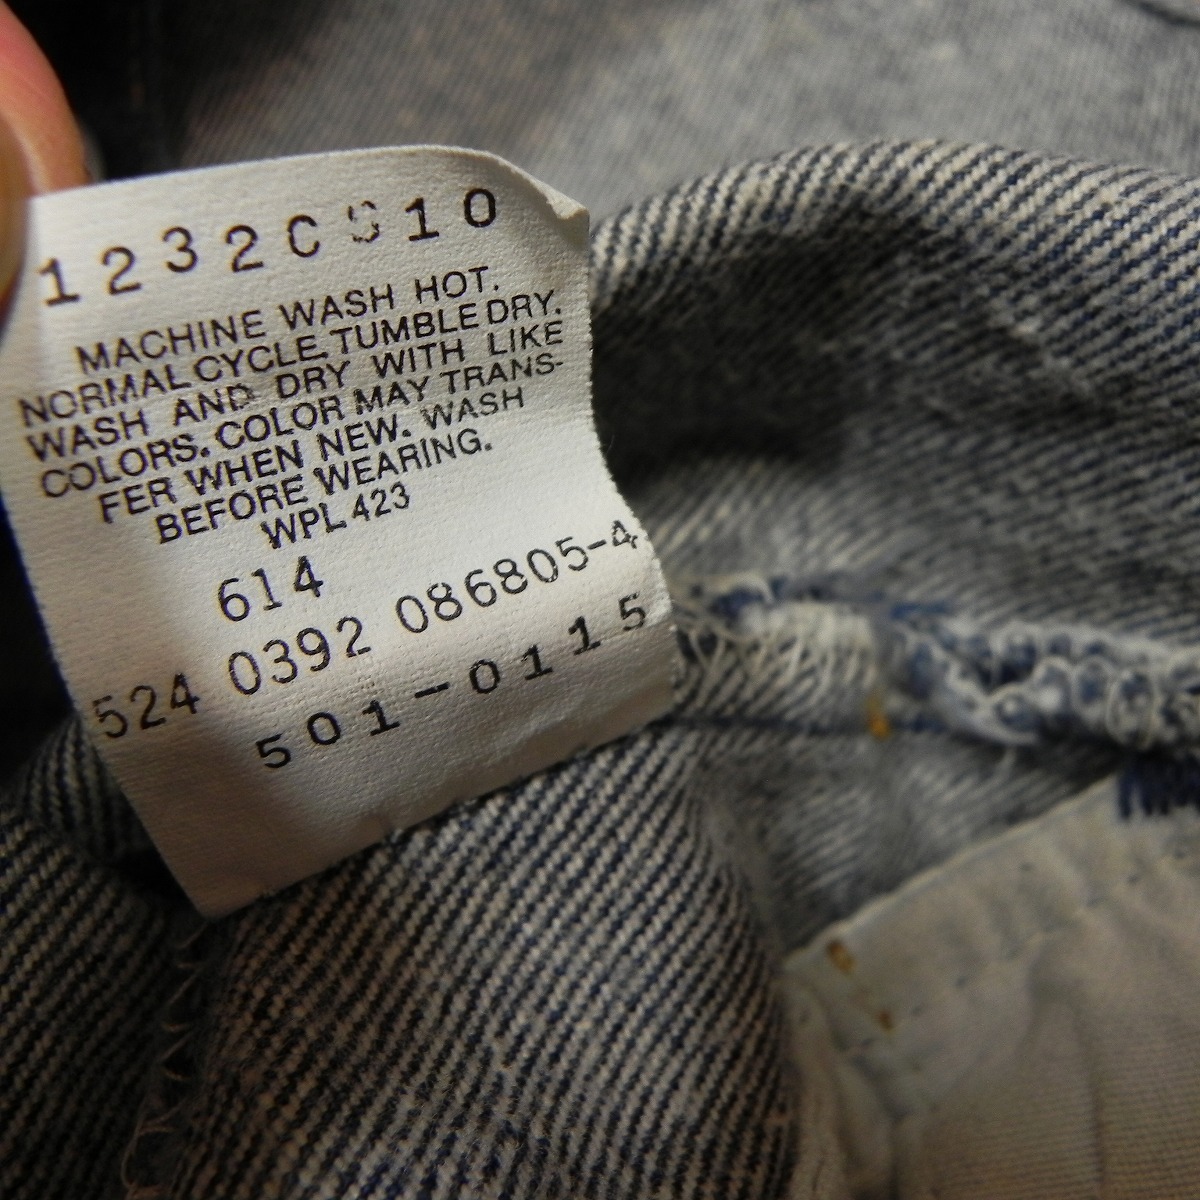 1232C310
MACHINE WASH HOT.
NORMAL CYCLE. TUMBLE DRY.
WASH AND DRY WITH LIKE
COLORS. COLOR MAY TRANS-
FER WHEN NEW. WASH
BEFORE WEARING.
WPL 423
614
524 0392 086805-4
501-0115